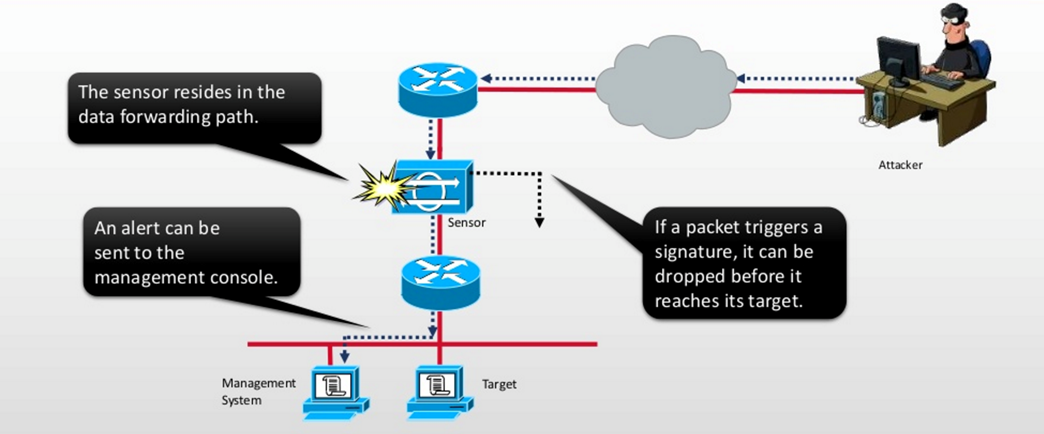 The sensor resides in the
data forwarding path.
Attacker
Sensor
An alert can be
sent to the
management console.
If a packet triggers a
signature, it can be
dropped before it
reaches its target.
Management
System
Target